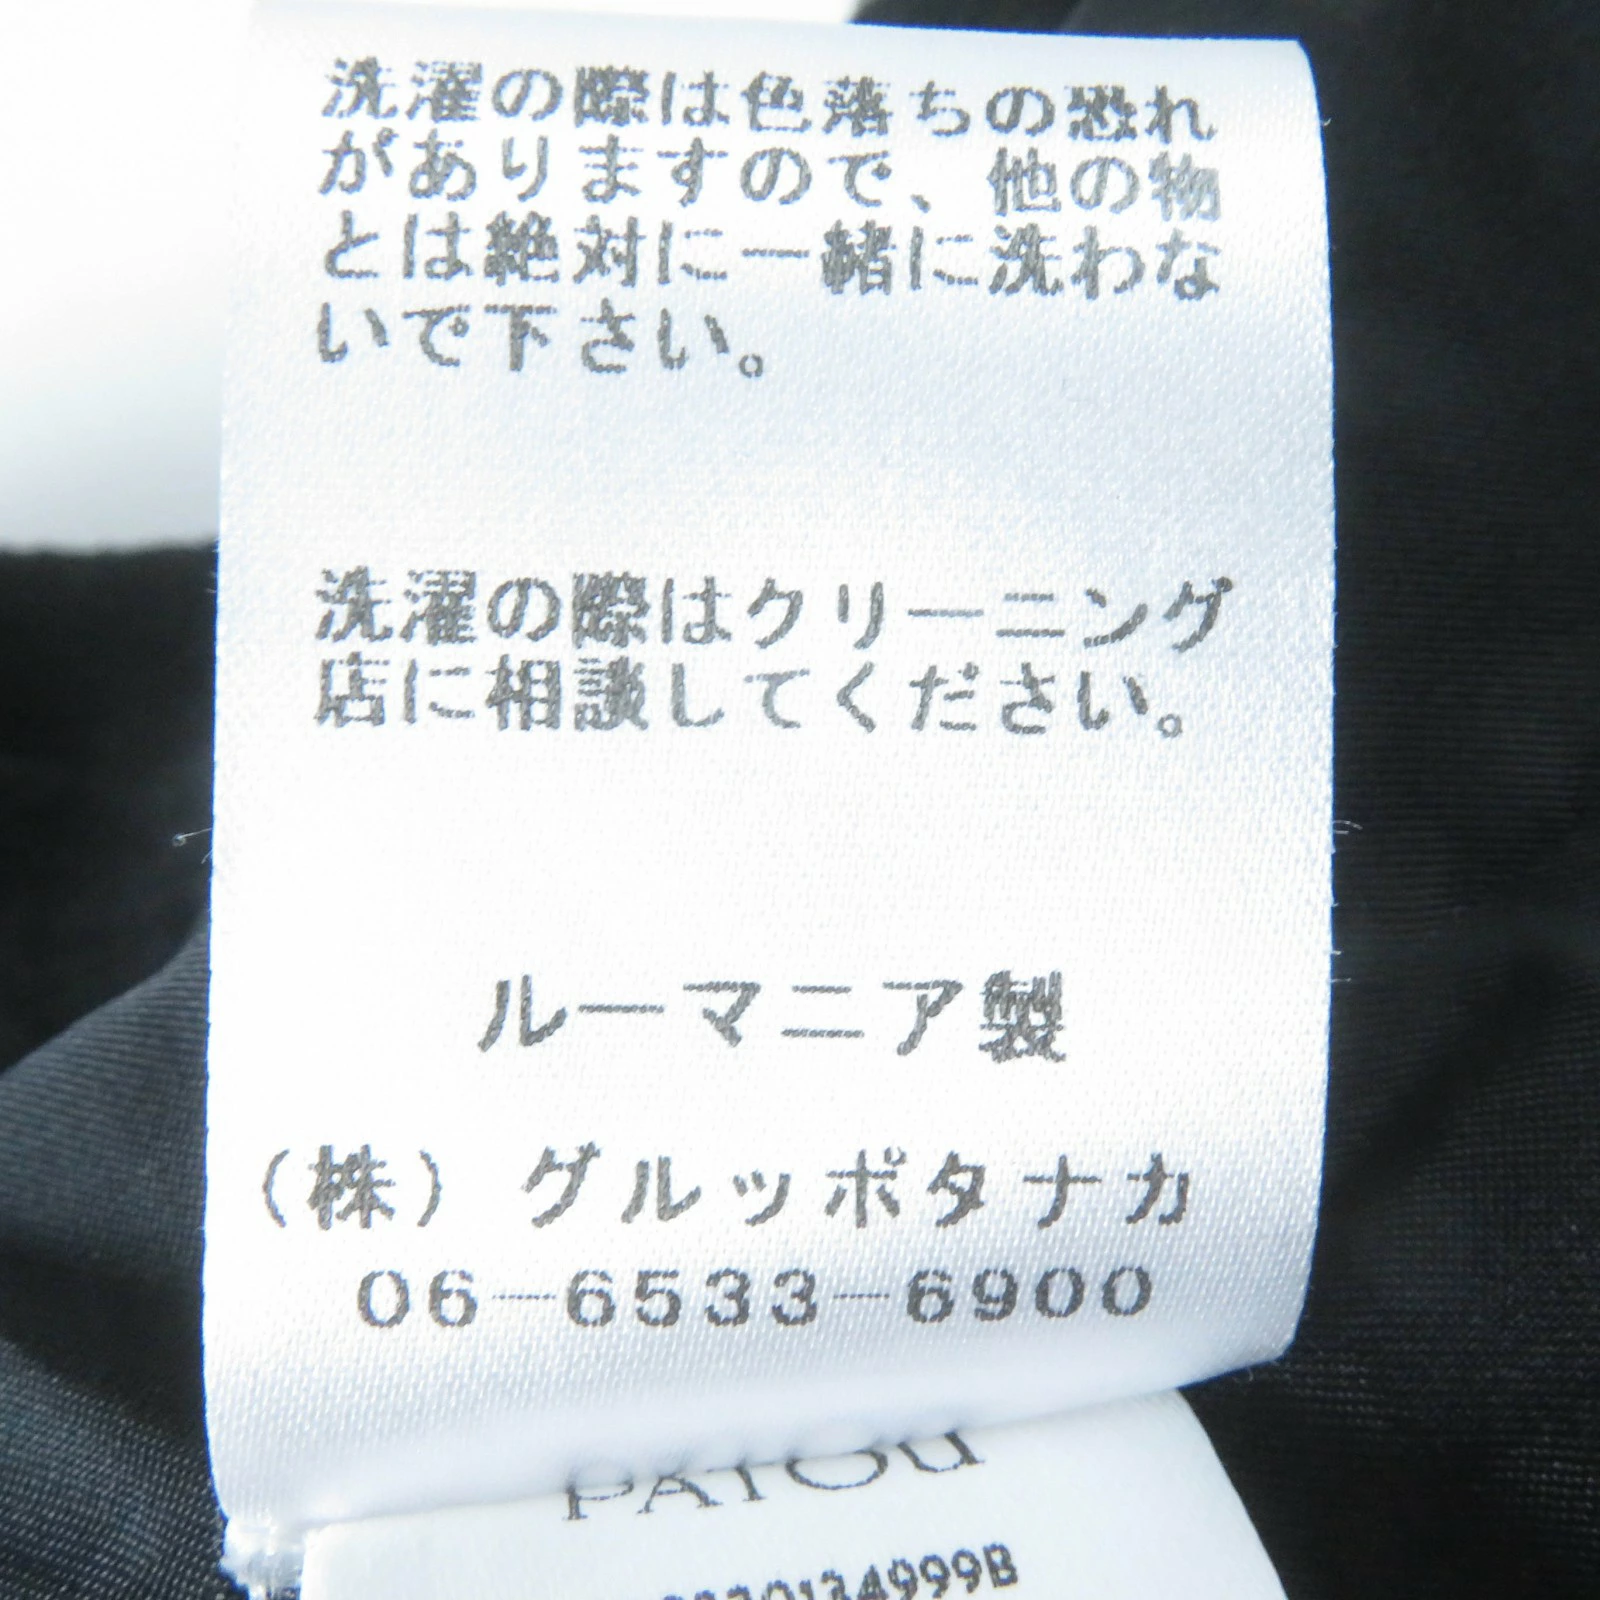 洗濯の際は色落ちの恐れ
がありますので、他の物
とは絶対に一緒に洗わな
いで下さい。
洗濯の際はクリーニング
店に相談してください。
ルーマニア製
(株) グルッポタナカ
06-6533-6900
PATOU